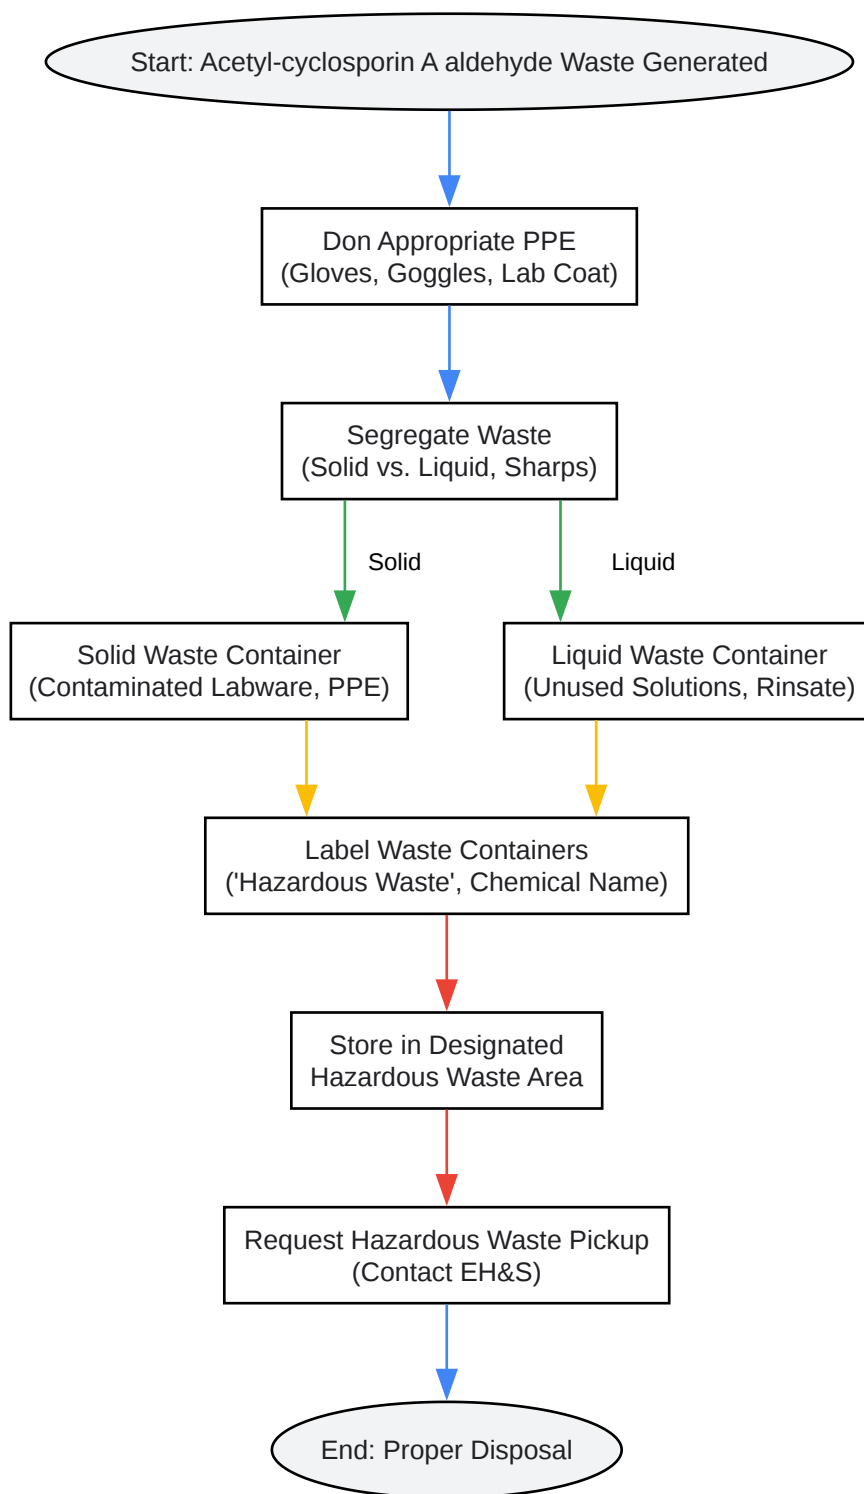 Start: Acetyl-cyclosporin A aldehyde Waste Generated
Don Appropriate PPE
(Gloves, Goggles, Lab Coat)
Segregate Waste
(Solid vs. Liquid, Sharps)
Solid
Liquid
Solid Waste Container
(Contaminated Labware, PPE)
Liquid Waste Container
(Unused Solutions, Rinsate)
Label Waste Containers
('Hazardous Waste', Chemical Name)
Store in Designated
Hazardous Waste Area
Request Hazardous Waste Pickup
(Contact EH&S)
End: Proper Disposal